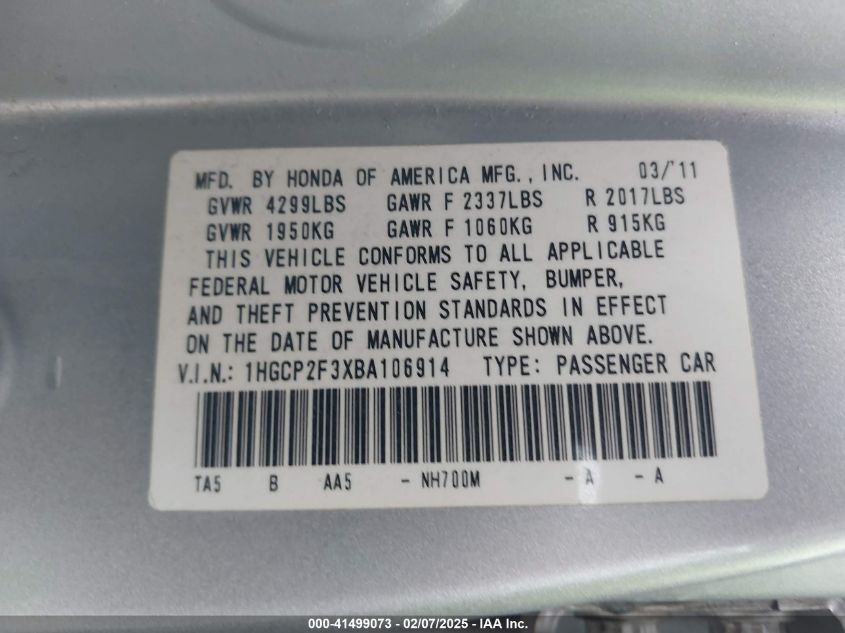 MFD. BY HONDA OF AMERICA MFG., INC. 03/'11
GVWR 4299LBS GAWR F 2337LBS R 2017LBS
GVWR 1950KG GAWR F 1060KG R 915KG
THIS VEHICLE CONFORMS TO ALL APPLICABLE
FEDERAL MOTOR VEHICLE SAFETY, BUMPER,
AND THEFT PREVENTION STANDARDS IN EFFECT
ON THE DATE OF MANUFACTURE SHOWN ABOVE.
V.I.N.: 1HGCP2F3XBA106914 TYPE: PASSENGER CAR
TA5 B AA5 - NH700M - A - A
000-41499073 - 02/07/2025 - IAA Inc.